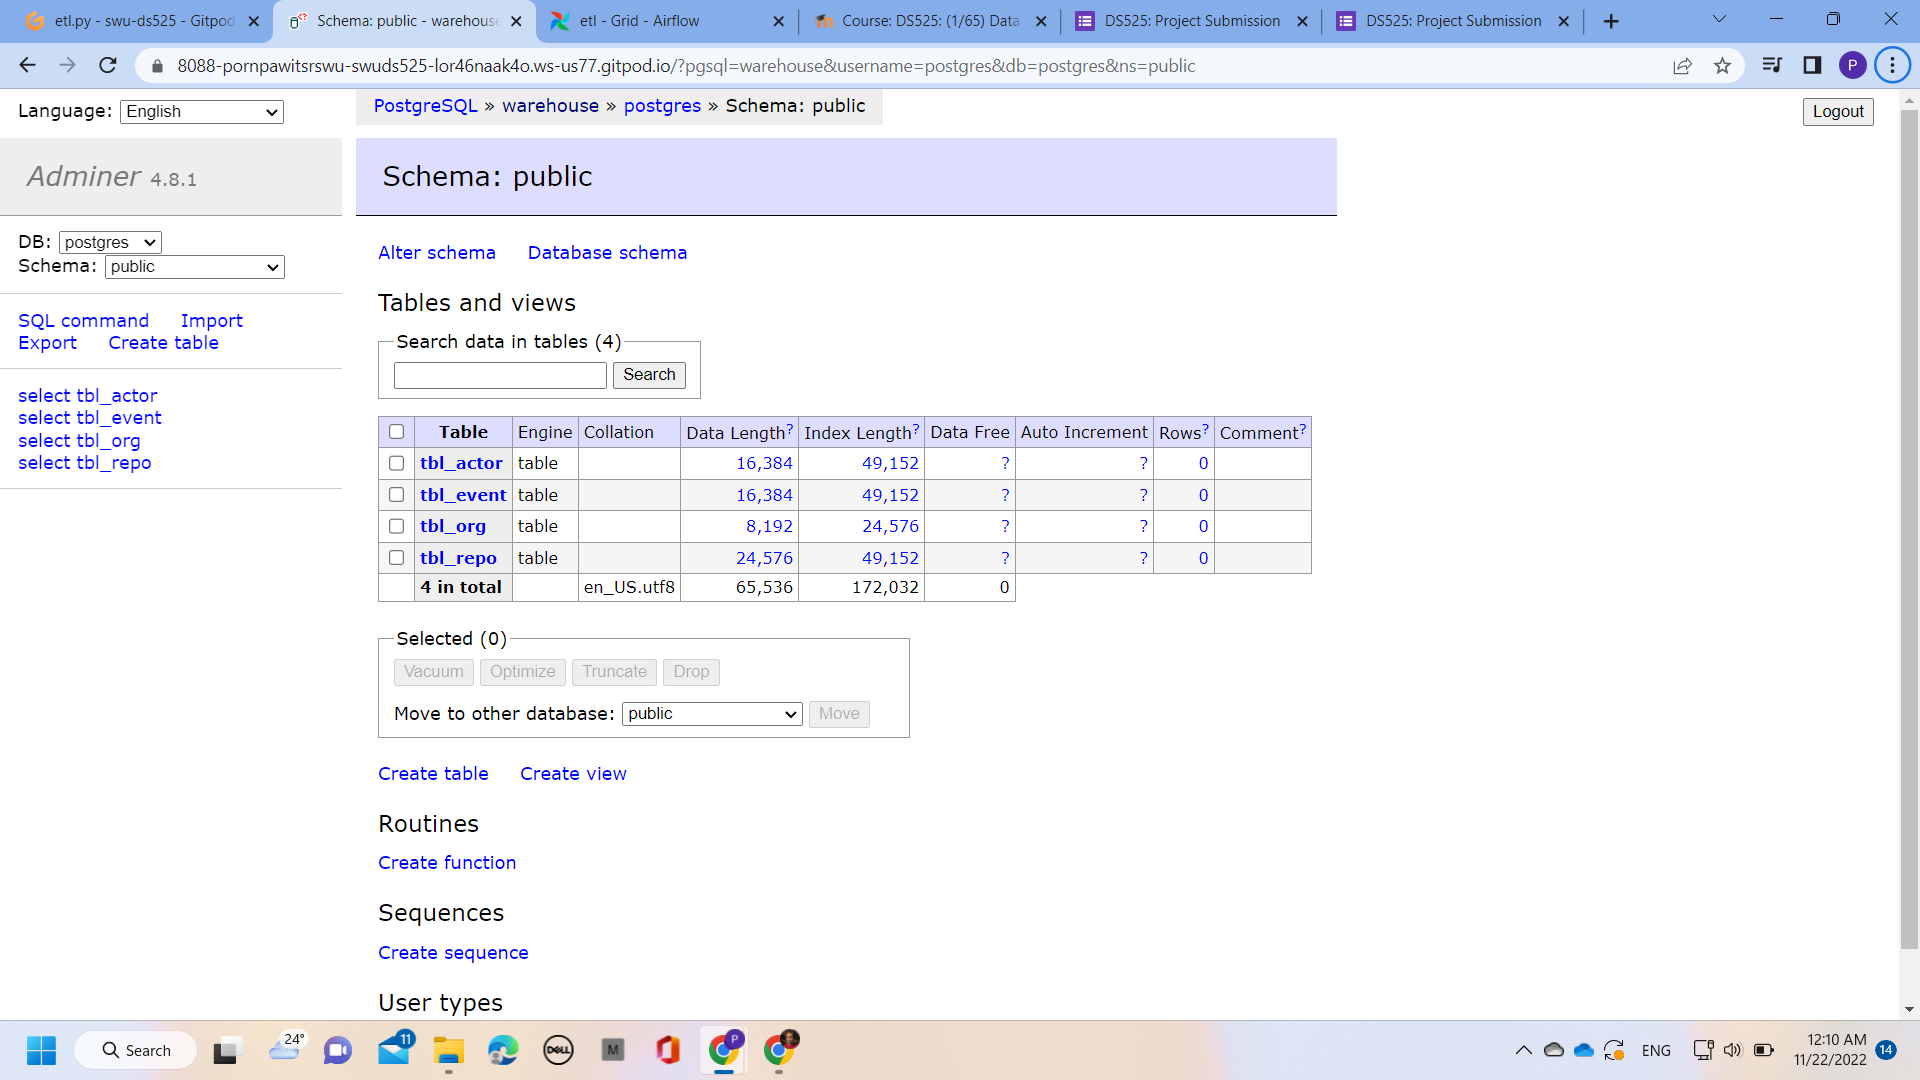 etl.py - swu-ds525 - Gitpod
Schema: public - warehouse
etl - Grid - Airflow
Course: DS525: (1/65) Data
DS525: Project Submission
DS525: Project Submission
8088-pornpawitsrswu-swuds525-lor46naak4o.ws-us77.gitpod.io/?pgsql=warehouse&username=postgres&db=postgres&ns=public
P
Language: English
PostgreSQL » warehouse » postgres » Schema: public
Logout
Adminer 4.8.1
Schema: public
DB: postgres
Schema: public
SQL command Import
Export Create table
select tbl_actor
select tbl_event
select tbl_org
select tbl_repo
Alter schema Database schema
Tables and views
Search data in tables (4)
Search
Table Engine Collation Data Length? Index Length? Data Free Auto Increment Rows? Comment?
tbl_actor table 16,384 49,152 ? ? 0
tbl_event table 16,384 49,152 ? ? 0
tbl_org table 8,192 24,576 ? ? 0
tbl_repo table 24,576 49,152 ? ? 0
4 in total en_US.utf8 65,536 172,032 0
Selected (0)
Vacuum Optimize Truncate Drop
Move to other database: public Move
Create table Create view
Routines
Create function
Sequences
Create sequence
User types
Search
24°
11
DELL
M
P
ENG
12:10 AM
11/22/2022
14